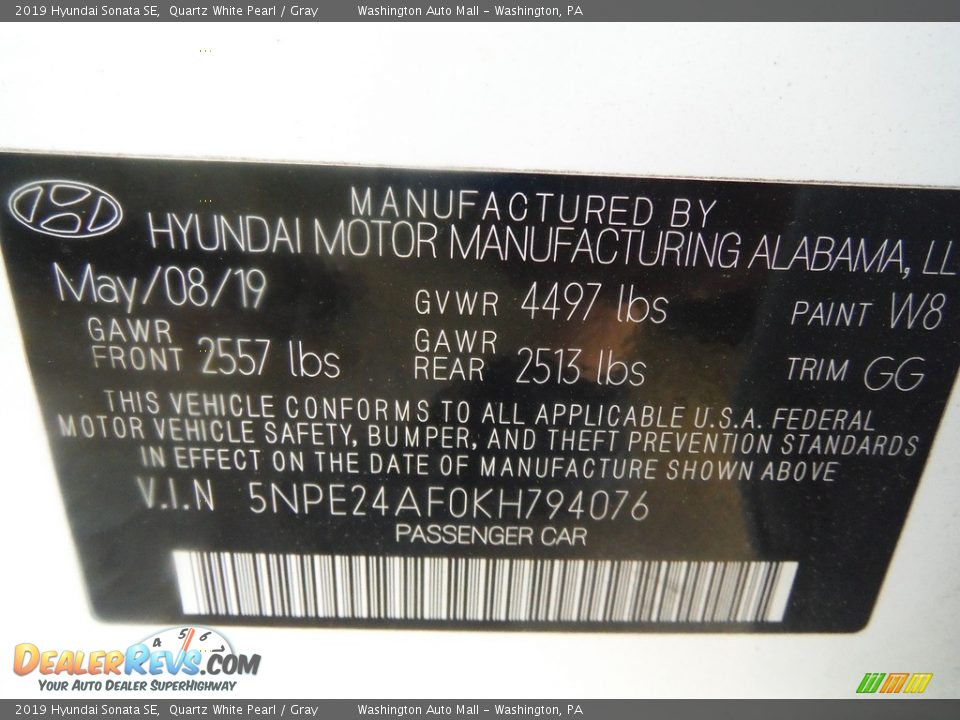 2019 Hyundai Sonata SE, Quartz White Pearl / Gray Washington Auto Mall - Washington, PA
MANUFACTURED BY
HYUNDAI MOTOR MANUFACTURING ALABAMA, LL
May/08/19 GVWR 4497 lbs PAINT W8
GAWR FRONT 2557 lbs GAWR REAR 2513 lbs TRIM GG
THIS VEHICLE CONFORMS TO ALL APPLICABLE U.S.A. FEDERAL
MOTOR VEHICLE SAFETY, BUMPER, AND THEFT PREVENTION STANDARDS
IN EFFECT ON THE DATE OF MANUFACTURE SHOWN ABOVE
V.I.N 5NPE24AF0KH794076
PASSENGER CAR
4 5 6 7
DEALERREVS.COM
YOUR AUTO DEALER SUPERHIGHWAY
2019 Hyundai Sonata SE, Quartz White Pearl / Gray Washington Auto Mall - Washington, PA